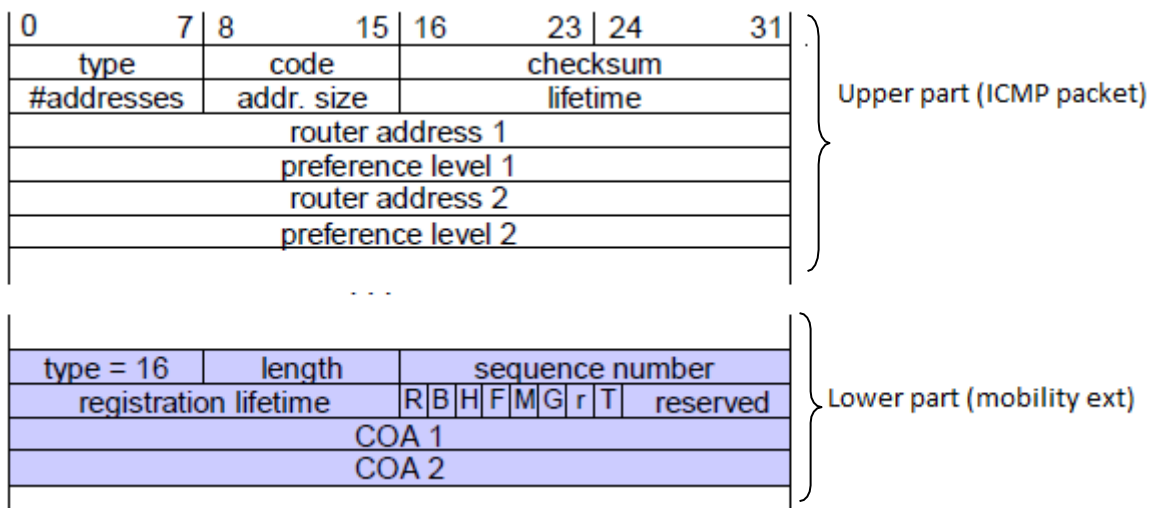 0 7 8 15 16 23 24 31
type code checksum
#addresses addr. size lifetime
Upper part (ICMP packet)
router address 1
preference level 1
router address 2
preference level 2
. . .
type = 16 length sequence number
registration lifetime R B H F M G r T reserved
Lower part (mobility ext)
COA 1
COA 2